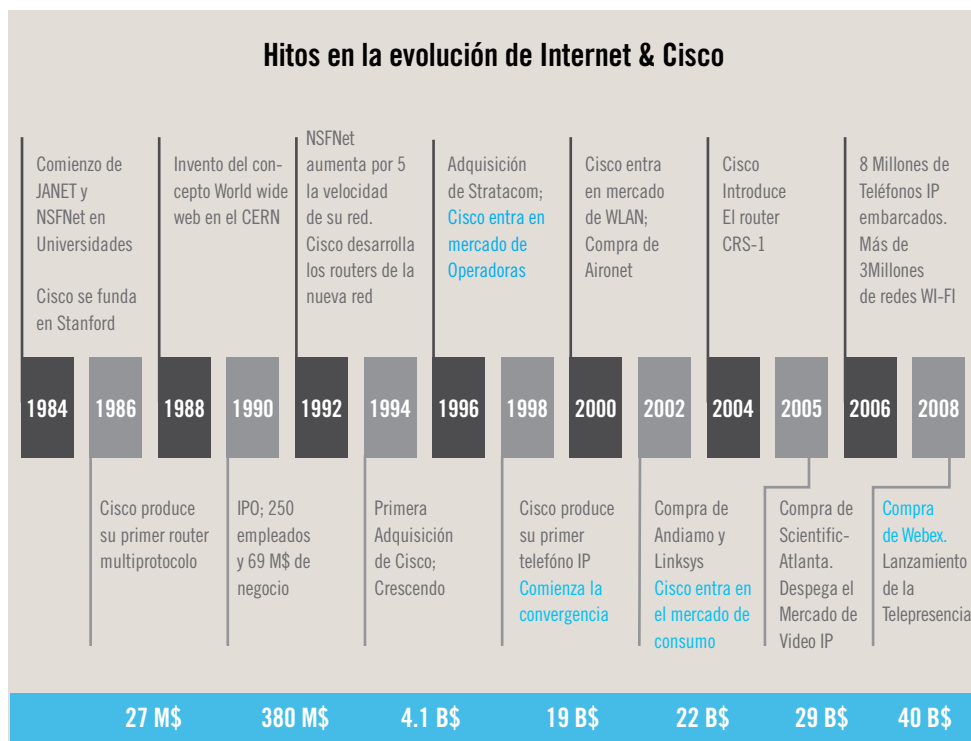 Hitos en la evolución de Internet & Cisco
Comienzo de
JANET y
NSFNet en
Universidades
Cisco se funda
en Stanford
Invento del con-
cepto World wide
web en el CERN
NSFNet
aumenta por 5
la velocidad
de su red.
Cisco desarrolla
los routers de la
nueva red
Adquisición
de Stratacom;
Cisco entra en
mercado de
Operadoras
Cisco entra
en mercado
de WLAN;
Compra de
Aironet
Cisco
Introduce
El router
CRS-1
8 Millones de
Teléfonos IP
embarcados.
Más de
3Millones
de redes WI-FI
1984 1986 1988 1990 1992 1994 1996 1998 2000 2002 2004 2005 2006 2008
Cisco produce
su primer router
multiprotocolo
IPO; 250
empleados
y 69 M$ de
negocio
Primera
Adquisición
de Cisco;
Crescendo
Cisco produce
su primer
telefóno IP
Comienza la
convergencia
Compra de
Andiamo y
Linksys
Cisco entra en
el mercado de
consumo
Compra de
Scientific-
Atlanta.
Despega el
Mercado de
Video IP
Compra
de Webex.
Lanzamiento
de la
Telepresencia
27 M$ 380 M$ 4.1 B$ 19 B$ 22 B$ 29 B$ 40 B$